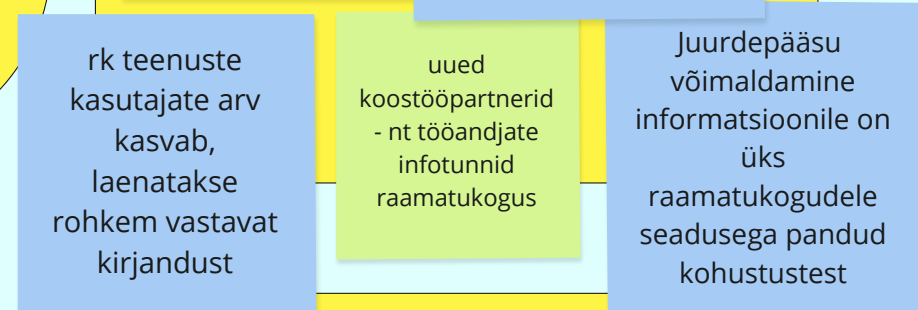 rk teenuste
kasutajate arv
kasvab,
laenatakse
rohkem vastavat
kirjandust
uued
koostööpartnerid
- nt tööandjate
infotunnid
raamatukogus
Juurdepääsu
võimaldamine
informatsioonile on
üks
raamatukogudele
seadusega pandud
kohustustest